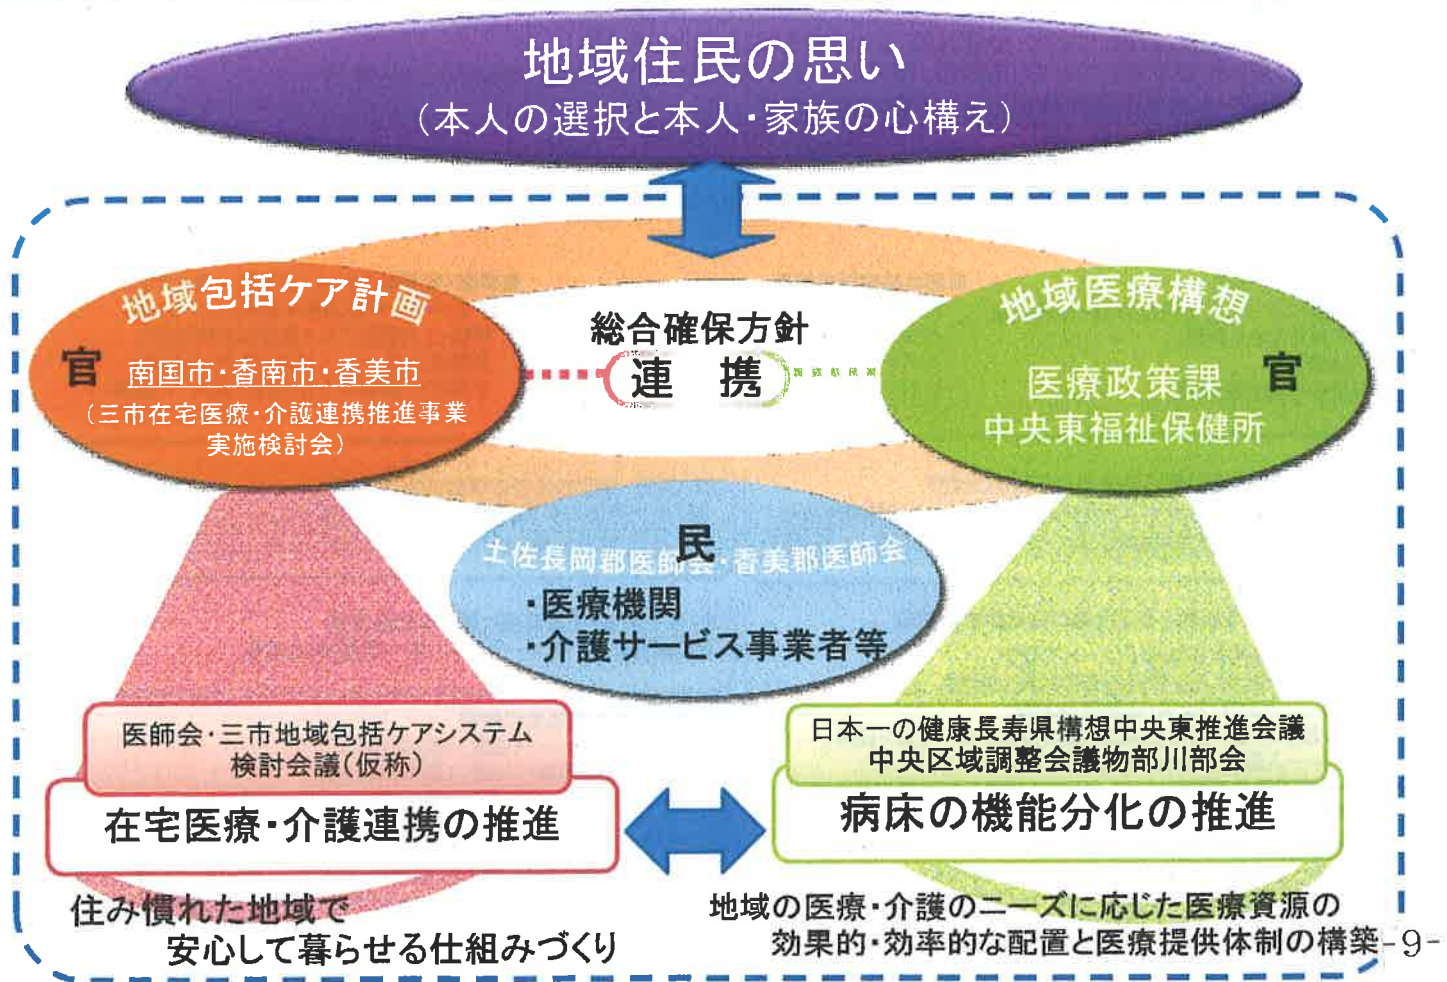 地域住民の思い
(本人の選択と本人・家族の心構え)
地域包括ケア計画
官
南国市・香南市・香美市
(三市在宅医療・介護連携推進事業
実施検討会)
総合確保方針
連 携
地域医療構想
官
医療政策課
中央東福祉保健所
民
土佐長岡郡医師会・香美郡医師会
・医療機関
・介護サービス事業者等
医師会・三市地域包括ケアシステム
検討会議(仮称)
在宅医療・介護連携の推進
住み慣れた地域で
安心して暮らせる仕組みづくり
日本一の健康長寿県構想中央東推進会議
中央区域調整会議物部川部会
病床の機能分化の推進
地域の医療・介護のニーズに応じた医療資源の
効果的・効率的な配置と医療提供体制の構築
-9-